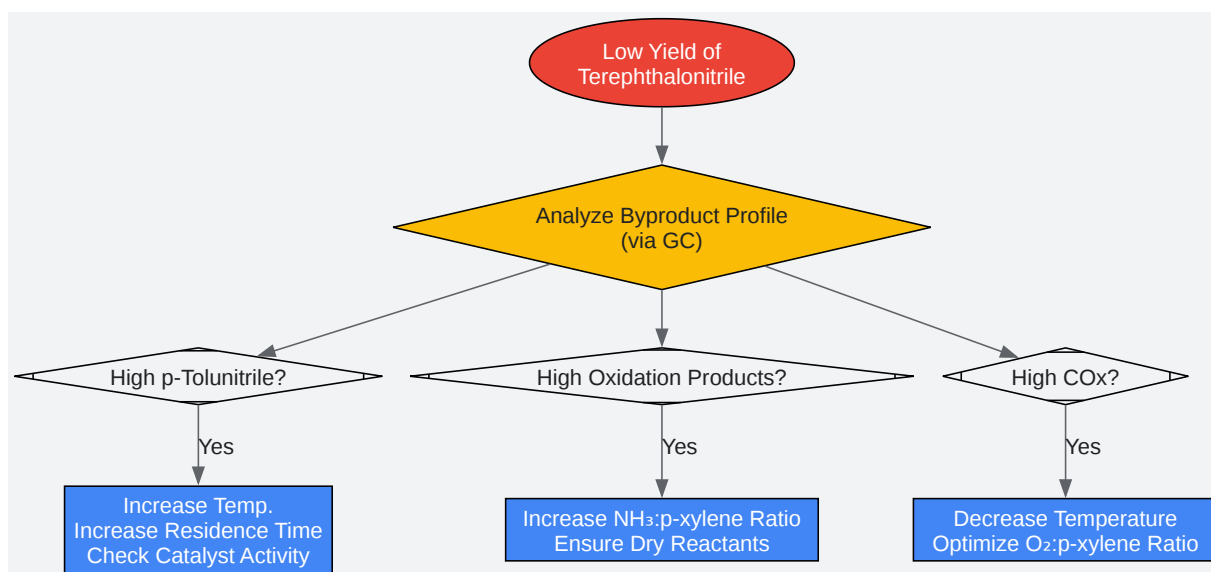 Low Yield of
Terephthalonitrile
Analyze Byproduct Profile
(via GC)
High p-Tolunitrile?
High Oxidation Products?
High COx?
Yes
Yes
Yes
Increase Temp.
Increase Residence Time
Check Catalyst Activity
Increase NH₃:p-xylene Ratio
Ensure Dry Reactants
Decrease Temperature
Optimize O₂:p-xylene Ratio